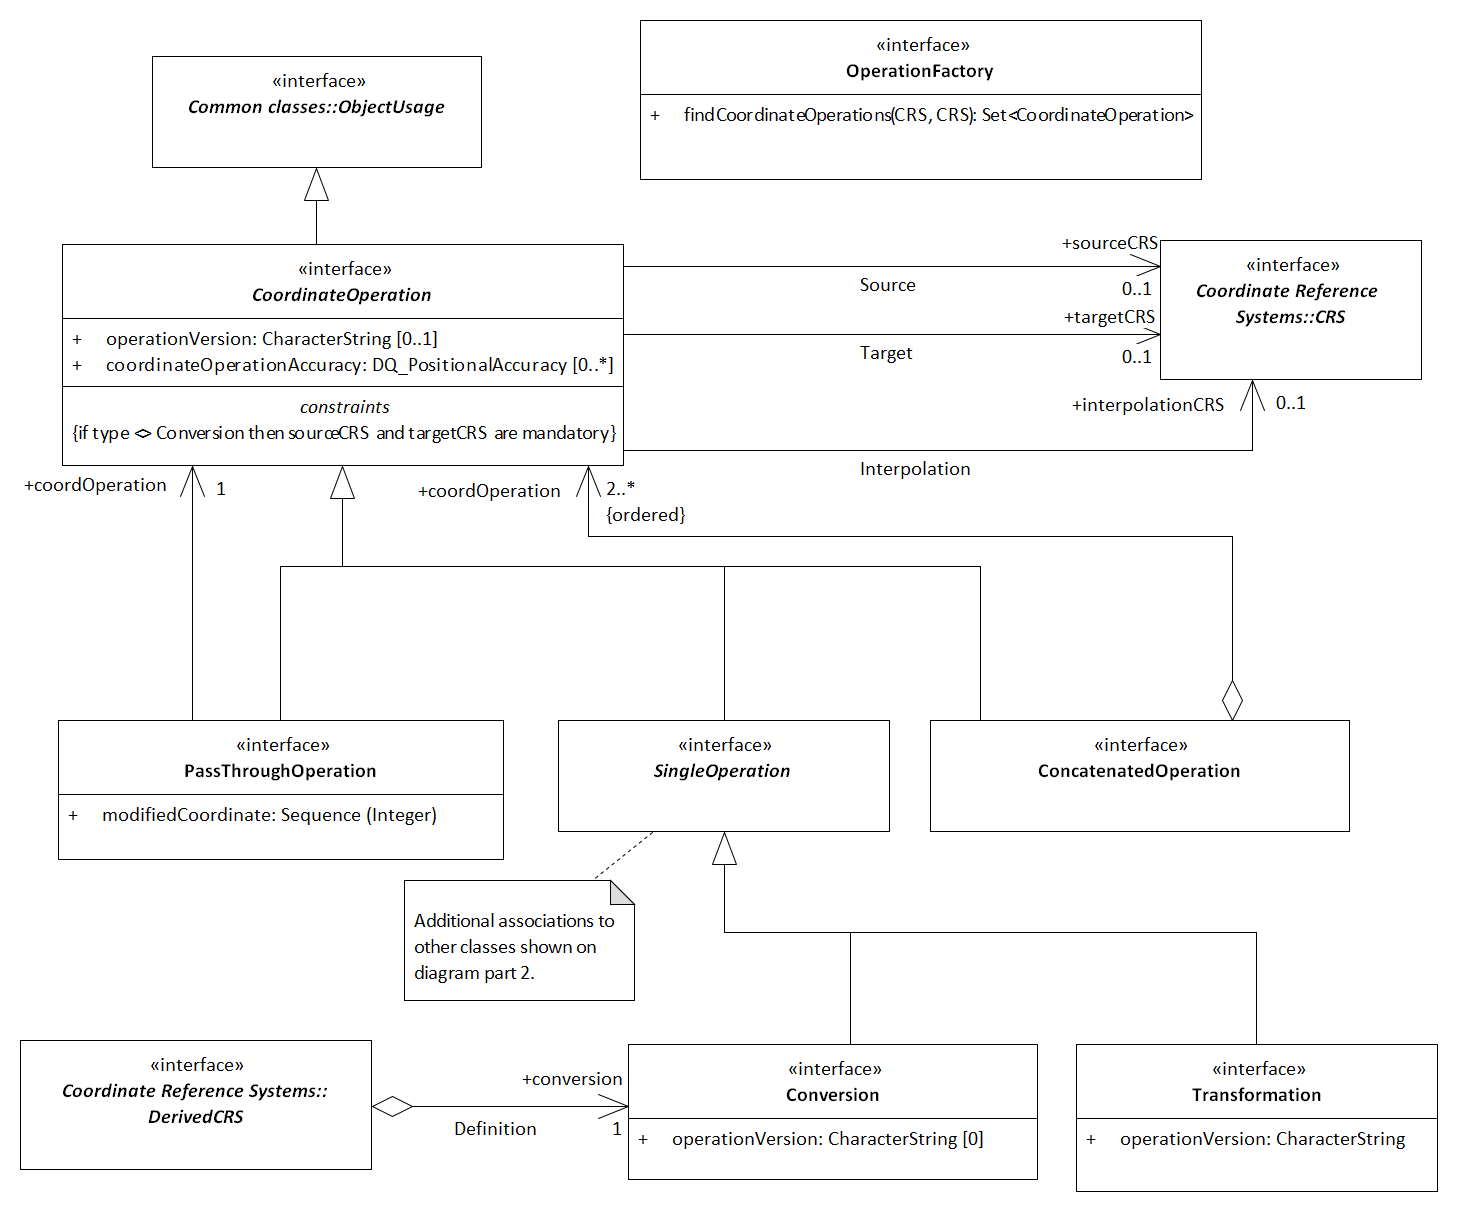 «interface»
OperationFactory
+ findCoordinateOperations(CRS, CRS): Set<CoordinateOperation>
«interface»
Common classes::ObjectUsage
«interface»
CoordinateOperation
+ operationVersion: CharacterString [0..1]
+ coordinateOperationAccuracy: DQ_PositionalAccuracy [0..*]
constraints
{if type <> Conversion then sourceCRS and targetCRS are mandatory}
+sourceCRS
Source
0..1
+targetCRS
Target
0..1
«interface»
Coordinate Reference
Systems::CRS
+interpolationCRS
0..1
Interpolation
+coordOperation
1
+coordOperation
2..*
{ordered}
«interface»
PassThroughOperation
+ modifiedCoordinate: Sequence (Integer)
«interface»
SingleOperation
«interface»
ConcatenatedOperation
Additional associations to
other classes shown on
diagram part 2.
«interface»
Coordinate Reference Systems::
DerivedCRS
+conversion
Definition
1
«interface»
Conversion
+ operationVersion: CharacterString [0]
«interface»
Transformation
+ operationVersion: CharacterString